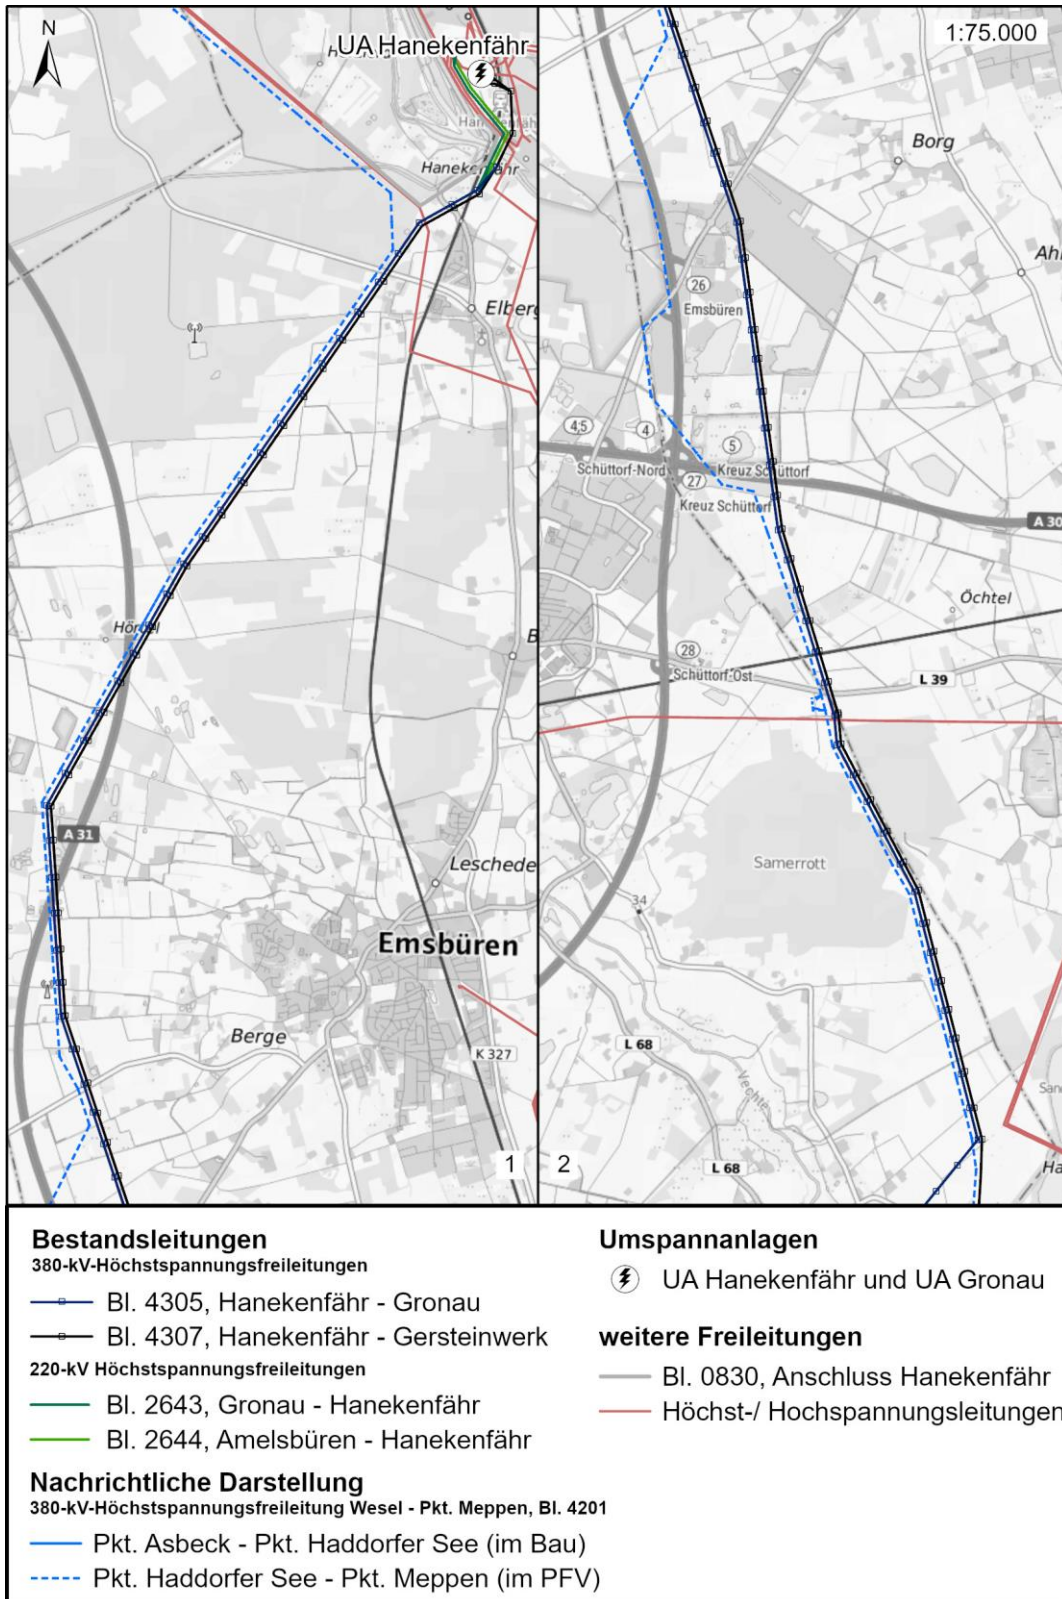 N
UA Hanekenfähr
Hanekenfähr
Elberg
Hörtel
A 31
Leschede
Emsbüren
Berge
K 327
1
1:75.000
Borg
Ahl
26
Emsbüren
4;5
4
5
Schüttorf-Nord
Kreuz Schüttorf
27
Kreuz Schüttorf
A 30
Öchtel
28
Schüttorf-Ost
L 39
Samerrott
34
L 68
Vechte
L 68
2
Bestandsleitungen
380-kV-Höchstspannungsfreileitungen
Bl. 4305, Hanekenfähr - Gronau
Bl. 4307, Hanekenfähr - Gersteinwerk
220-kV Höchstspannungsfreileitungen
Bl. 2643, Gronau - Hanekenfähr
Bl. 2644, Amelsbüren - Hanekenfähr
Nachrichtliche Darstellung
380-kV-Höchstspannungsfreileitung Wesel - Pkt. Meppen, Bl. 4201
Pkt. Asbeck - Pkt. Haddorfer See (im Bau)
Pkt. Haddorfer See - Pkt. Meppen (im PFV)
Umspannanlagen
UA Hanekenfähr und UA Gronau
weitere Freileitungen
Bl. 0830, Anschluss Hanekenfähr
Höchst-/ Hochspannungsleitungen